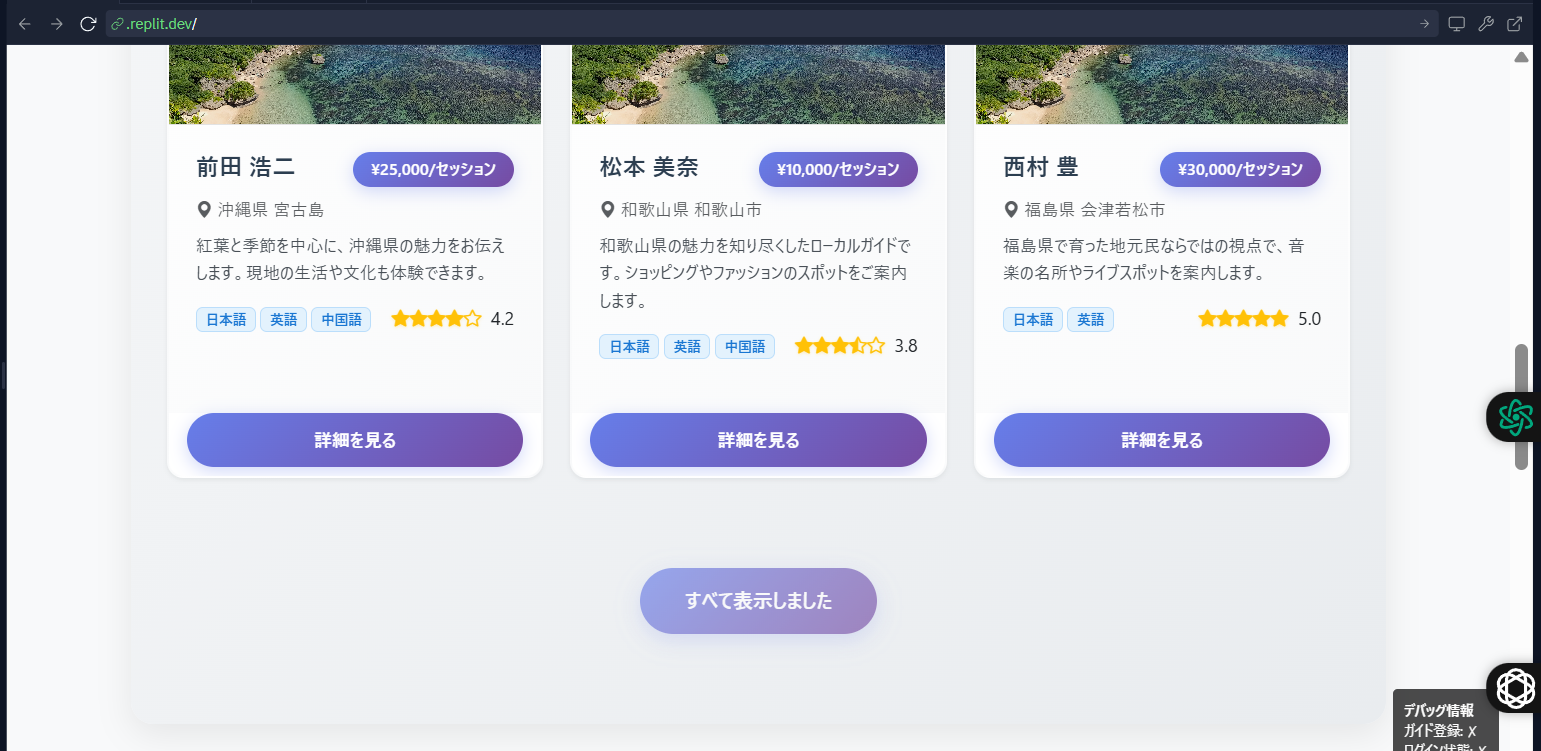 .replit.dev/
前田 浩二
¥25,000/セッション
沖縄県 宮古島
紅葉と季節を中心に、沖縄県の魅力をお伝え
します。現地の生活や文化も体験できます。
日本語 英語 中国語 4.2
詳細を見る
松本 美奈
¥10,000/セッション
和歌山県 和歌山市
和歌山県の魅力を知り尽くしたローカルガイドで
す。ショッピングやファッションのスポットをご案内
します。
日本語 英語 中国語 3.8
詳細を見る
西村 豊
¥30,000/セッション
福島県 会津若松市
福島県で育った地元民ならではの視点で、音
楽の名所やライブスポットを案内します。
日本語 英語 5.0
詳細を見る
すべて表示しました
デバッグ情報
ガイド登録: ✗
ログイン状態: ✗